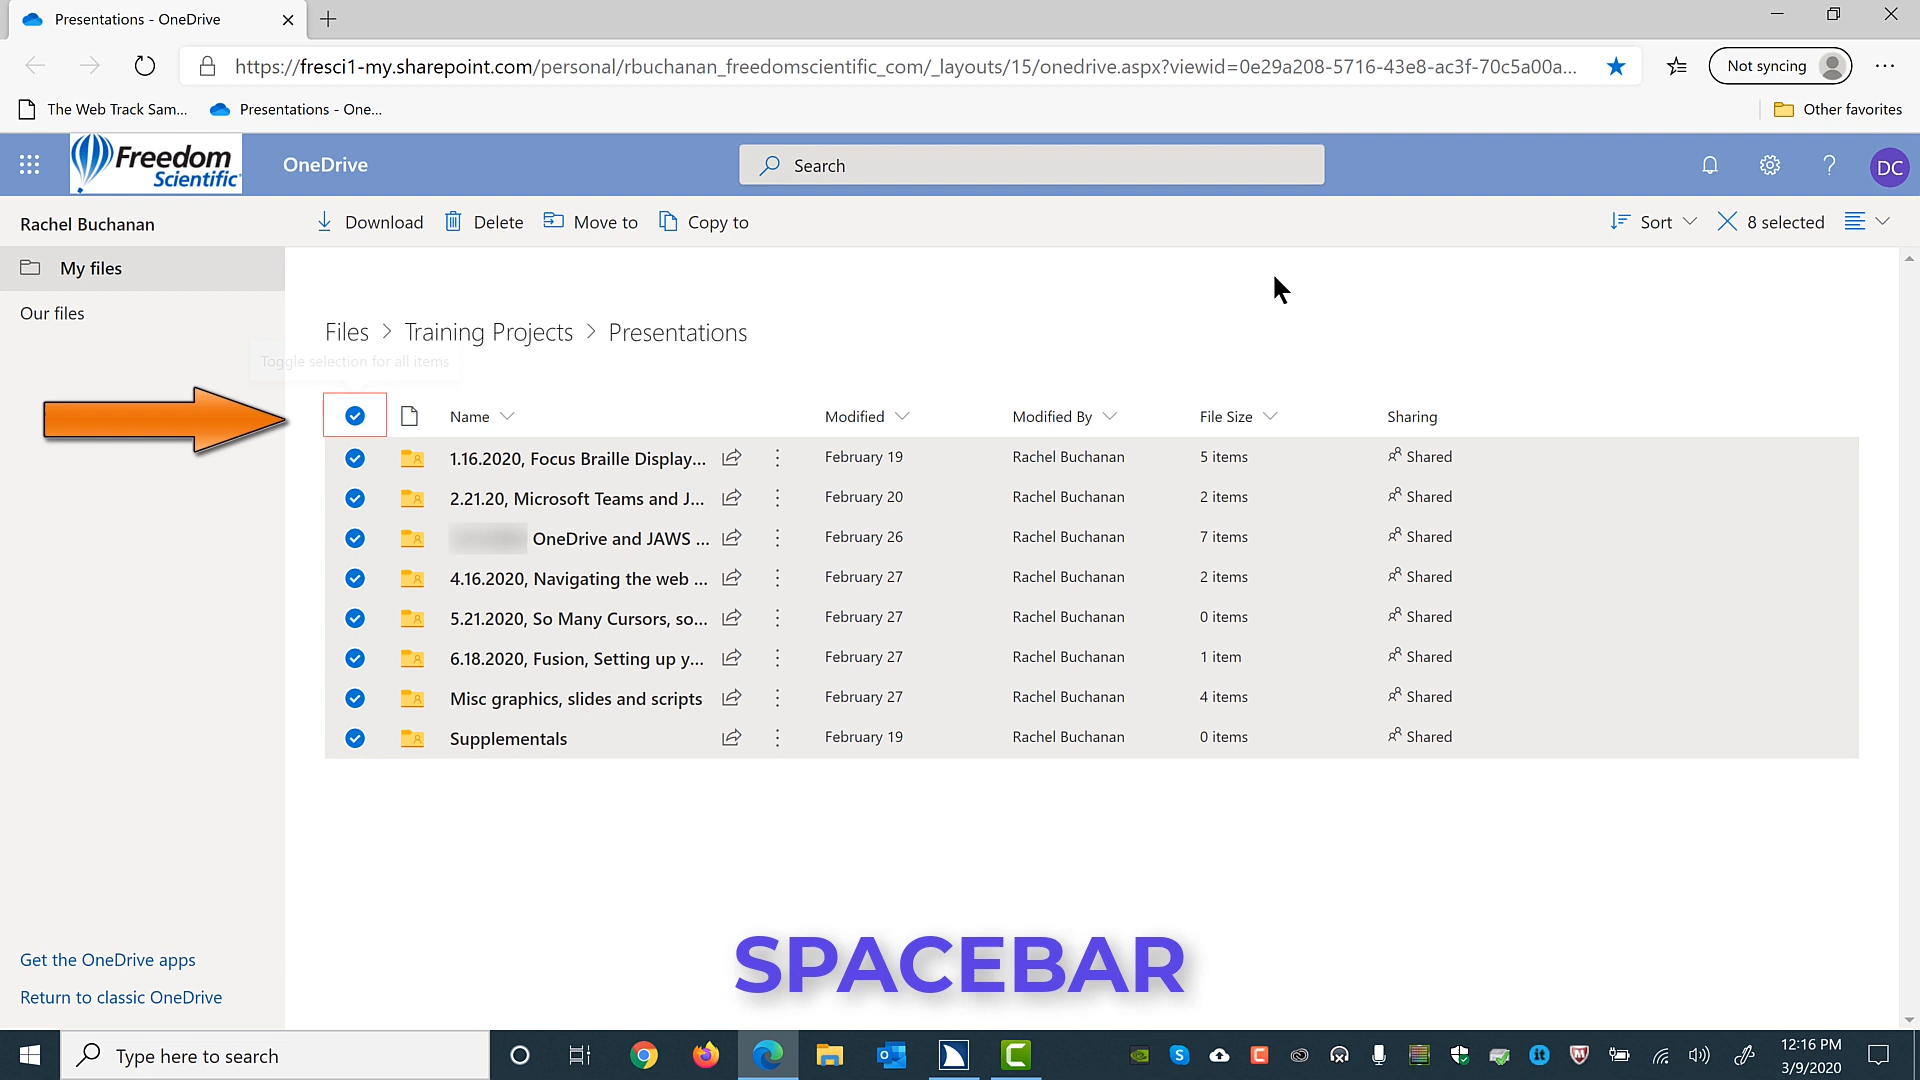 Presentations - OneDrive
https://fresci1-my.sharepoint.com/personal/rbuchanan_freedomscientific_com/_layouts/15/onedrive.aspx?viewid=0e29a208-5716-43e8-ac3f-70c5a00a...
Not syncing
The Web Track Sam...
Presentations - One...
Other favorites
Freedom
Scientific
OneDrive
Search
?
DC
Rachel Buchanan
Download
Delete
Move to
Copy to
Sort
8 selected
My files
Our files
Files > Training Projects > Presentations
Toggle selection for all items
Name Modified Modified By File Size Sharing
1.16.2020, Focus Braille Display... February 19 Rachel Buchanan 5 items Shared
2.21.20, Microsoft Teams and J... February 20 Rachel Buchanan 2 items Shared
OneDrive and JAWS ... February 26 Rachel Buchanan 7 items Shared
4.16.2020, Navigating the web ... February 27 Rachel Buchanan 2 items Shared
5.21.2020, So Many Cursors, so... February 27 Rachel Buchanan 0 items Shared
6.18.2020, Fusion, Setting up y... February 27 Rachel Buchanan 1 item Shared
Misc graphics, slides and scripts February 27 Rachel Buchanan 4 items Shared
Supplementals February 19 Rachel Buchanan 0 items Shared
Get the OneDrive apps
Return to classic OneDrive
SPACEBAR
Type here to search
12:16 PM
3/9/2020